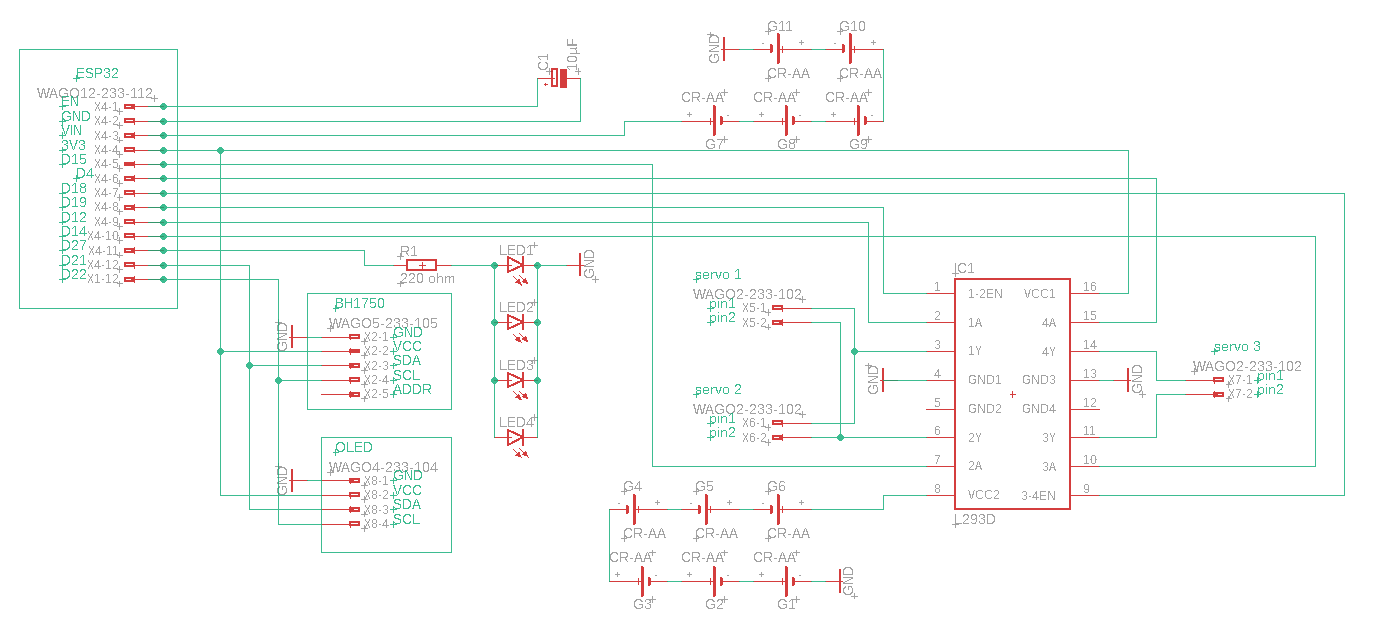 ESP32
WAGO12-233-112
EN X4-1
GND X4-2
VIN X4-3
3V3 X4-4
D15 X4-5
D4 X4-6
D18 X4-7
D19 X4-8
D12 X4-9
D14 X4-10
D27 X4-11
D21 X4-12
D22 X1-12
C1
10µF
G11
G10
GND
- + - +
CR-AA
CR-AA
CR-AA
CR-AA
CR-AA
+ - + - + -
G7
G8
G9
R1
220 ohm
LED1
LED2
LED3
LED4
GND
BH1750
WAGO5-233-105
GND
X2-1 GND
X2-2 VCC
X2-3 SDA
X2-4 SCL
X2-5 ADDR
OLED
WAGO4-233-104
GND
X8-1 GND
X8-2 VCC
X8-3 SDA
X8-4 SCL
servo 1
WAGO2-233-102
pin1 X5-1
pin2 X5-2
servo 2
WAGO2-233-102
pin1 X6-1
pin2 X6-2
IC1
1 1-2EN VCC1 16
2 1A 4A 15
3 1Y 4Y 14
4 GND1 GND3 13
5 GND2 GND4 12
6 2Y 3Y 11
7 2A 3A 10
8 VCC2 3-4EN 9
L293D
GND
GND
servo 3
WAGO2-233-102
X7-1 pin1
X7-2 pin2
G4
G5
G6
- + - + - +
CR-AA
CR-AA
CR-AA
CR-AA
CR-AA
CR-AA
+ - + - + -
G3
G2
G1
GND